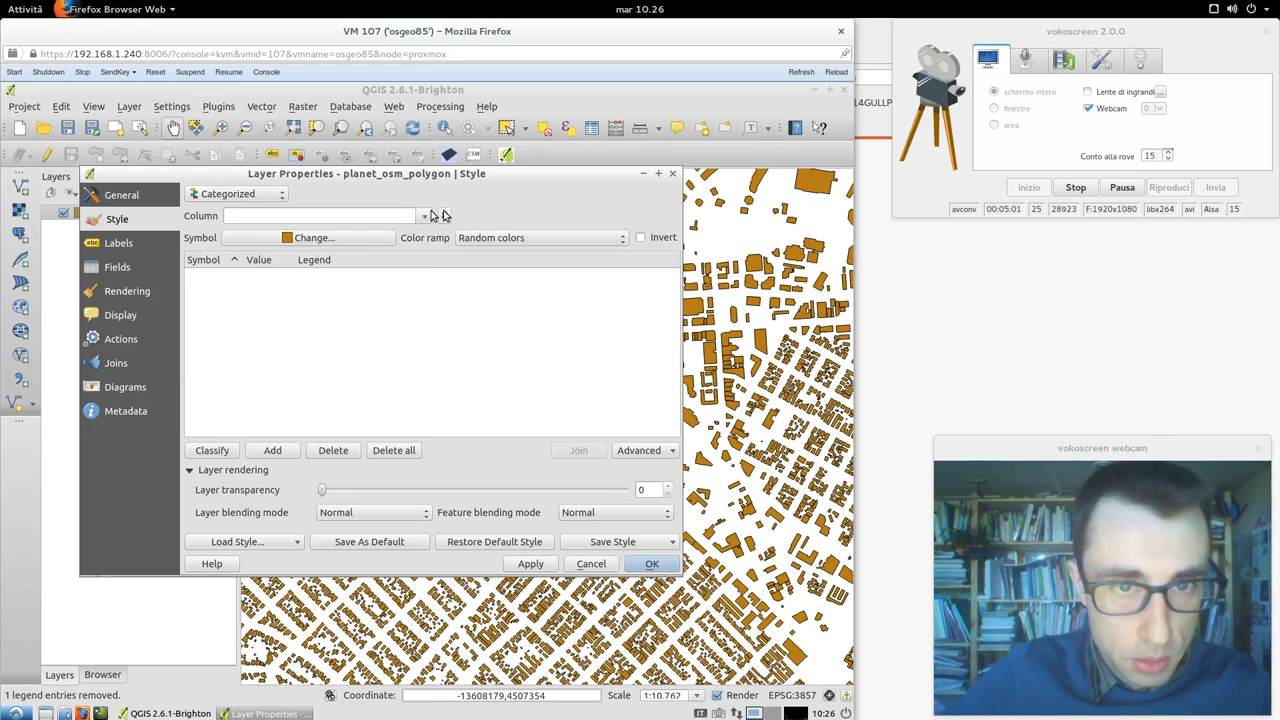 Attività Firefox Browser Web mar 10.26
VM 107 ('osgeo85') – Mozilla Firefox
https://192.168.1.240:8006/?console=kvm&vmid=107&vmname=osgeo85&node=proxmox
Start Shutdown Stop SendKey Reset Suspend Resume Console Refresh Reload
QGIS 2.6.1-Brighton
Project Edit View Layer Settings Plugins Vector Raster Database Web Processing Help
Layers
Layer Properties - planet_osm_polygon | Style
General
Style
Labels
Fields
Rendering
Display
Actions
Joins
Diagrams
Metadata
Categorized
Column
Symbol Change... Color ramp Random colors Invert
Symbol Value Legend
Classify Add Delete Delete all Join Advanced
Layer rendering
Layer transparency 0
Layer blending mode Normal Feature blending mode Normal
Load Style... Save As Default Restore Default Style Save Style
Help Apply Cancel OK
Layers Browser
1 legend entries removed. Coordinate: -13608179,4507354 Scale 1:10.762 Render EPSG:3857
QGIS 2.6.1-Brighton Layer Properties - ... IT 10:26
14GULLP
vokoscreen 2.0.0
schermo intero
finestre
area
Lente di ingrandi ...
Webcam 0
Conto alla rove 15
inizio Stop Pausa Riproduci Invia
avconv 00:05:01 25 28923 F:1920x1080 libx264 avi Alsa 15
vokoscreen webcam